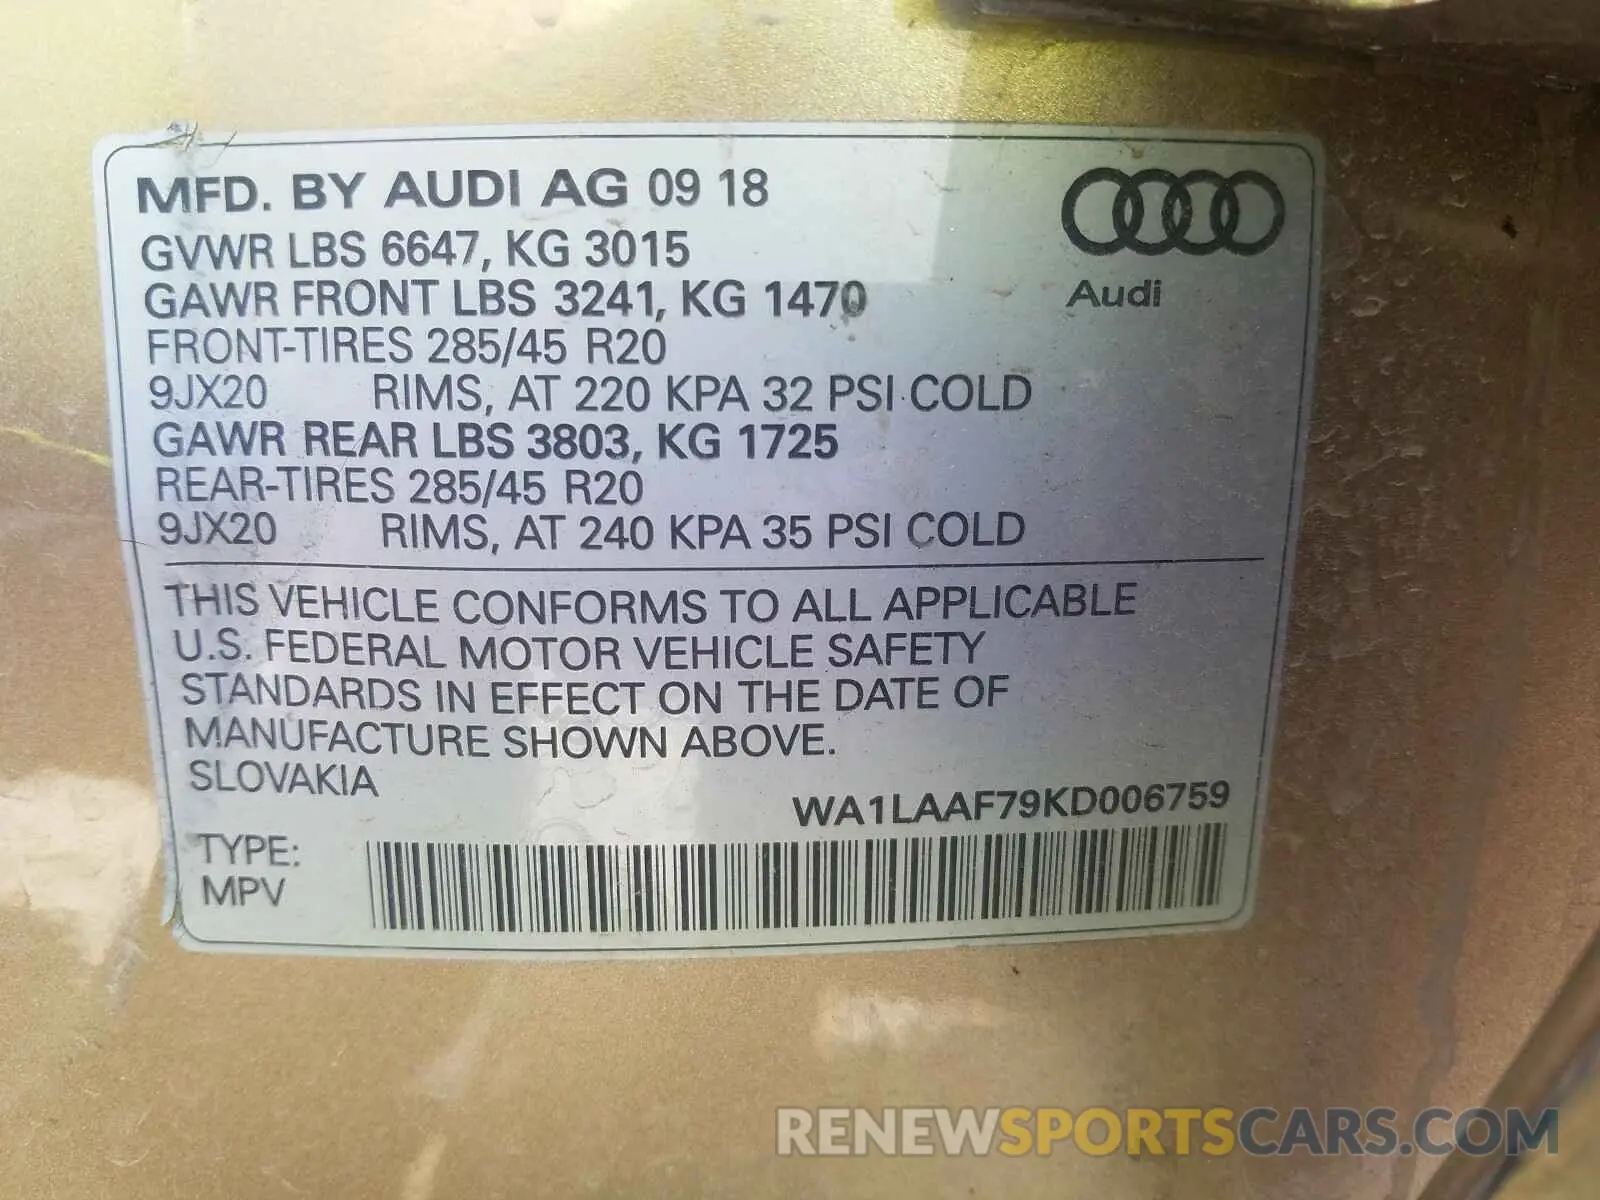 MFD. BY AUDI AG 09 18
GVWR LBS 6647, KG 3015
GAWR FRONT LBS 3241, KG 1470
FRONT-TIRES 285/45 R20
9JX20 RIMS, AT 220 KPA 32 PSI COLD
GAWR REAR LBS 3803, KG 1725
REAR-TIRES 285/45 R20
9JX20 RIMS, AT 240 KPA 35 PSI COLD
Audi
THIS VEHICLE CONFORMS TO ALL APPLICABLE
U.S. FEDERAL MOTOR VEHICLE SAFETY
STANDARDS IN EFFECT ON THE DATE OF
MANUFACTURE SHOWN ABOVE.
SLOVAKIA
WA1LAAF79KD006759
TYPE:
MPV
RENEWSPORTSCARS.COM